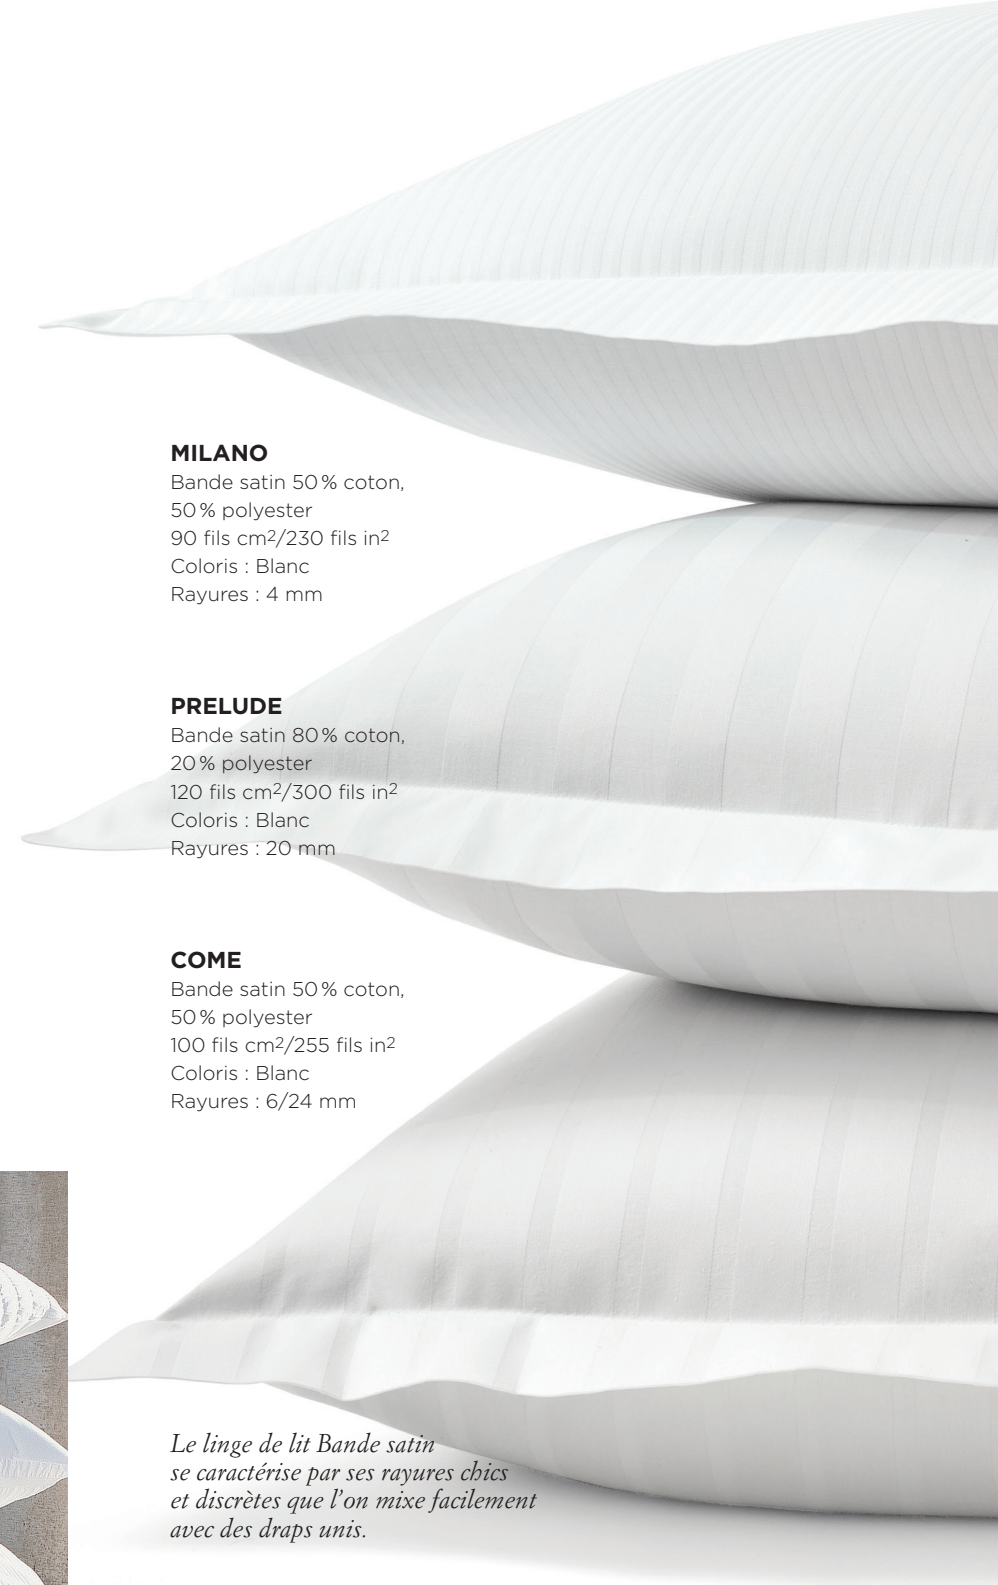 MILANO
Bande satin 50 % coton,
50 % polyester
90 fils cm²/230 fils in²
Coloris : Blanc
Rayures : 4 mm
PRELUDE
Bande satin 80 % coton,
20 % polyester
120 fils cm²/300 fils in²
Coloris : Blanc
Rayures : 20 mm
COME
Bande satin 50 % coton,
50 % polyester
100 fils cm²/255 fils in²
Coloris : Blanc
Rayures : 6/24 mm
Le linge de lit Bande satin
se caractérise par ses rayures chics
et discrètes que l'on mixe facilement
avec des draps unis.